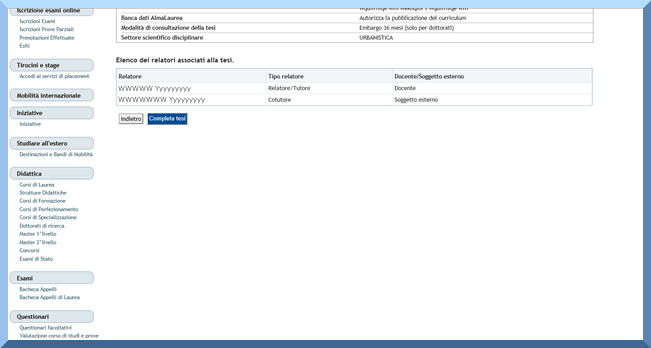 Iscrizione esami online
Iscrizioni Esami
Iscrizioni Prove Parziali
Prenotazioni Effettuate
Esiti
Tirocini e stage
Accedi ai servizi di placement
Mobilità internazionale
Iniziative
Iniziative
Studiare all'estero
Destinazioni e Bandi di Mobilità
Didattica
Corsi di Laurea
Strutture Didattiche
Corsi di Formazione
Corsi di Perfezionamento
Corsi di Specializzazione
Dottorati di ricerca
Master 1°livello
Master 2°livello
Concorsi
Esami di Stato
Esami
Bacheca Appelli
Bacheca Appelli di Laurea
Questionari
Questionari facoltativi
Valutazione corso di studi e prove
Banca dati AlmaLaurea Autorizza la pubblicazione del curriculum
Modalità di consultazione della tesi Embargo 36 mesi (solo per dottorati)
Settore scientifico disciplinare URBANISTICA
Elenco dei relatori associati alla tesi.
Relatore Tipo relatore Docente/Soggetto esterno
WWWWW Yyyyyyyyy Relatore/Tutore Docente
WWWWWWW Yyyyyyyyy Cotutore Soggetto esterno
Indietro Completa tesi